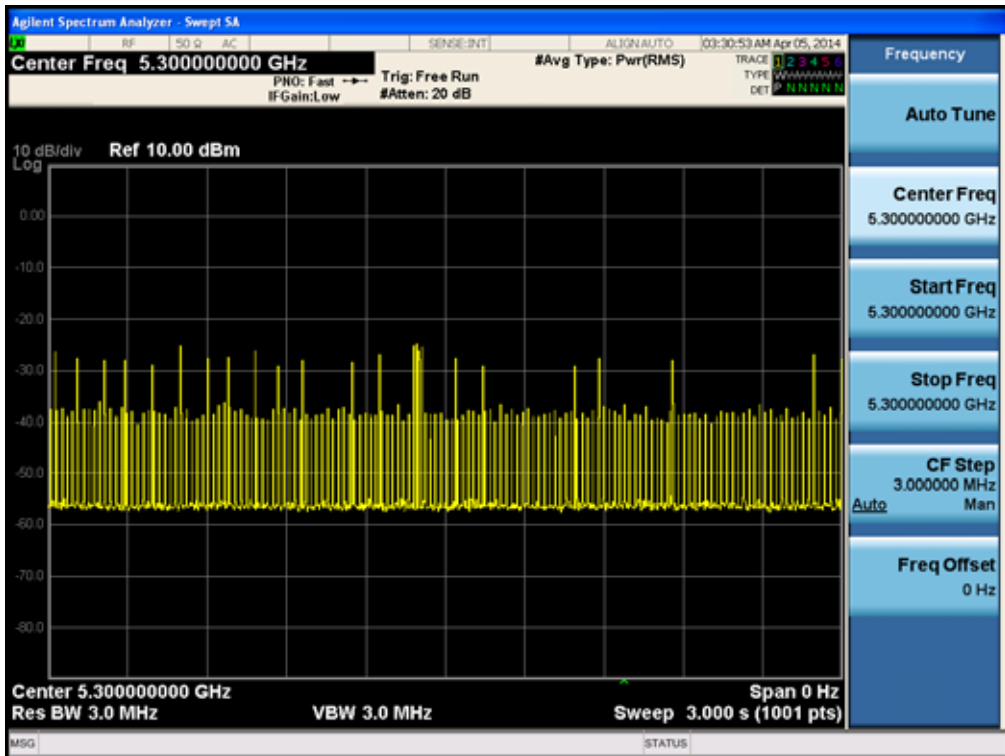 Agilent Spectrum Analyzer - Swept SA
RF 50 Ω AC SENSE:INT ALIGN AUTO 03:30:53 AM Apr 05, 2014
Center Freq 5.300000000 GHz
PNO: Fast
IFGain:Low
Trig: Free Run
#Atten: 20 dB
#Avg Type: Pwr(RMS)
TRACE 1 2 3 4 5 6
TYPE
DET P N N N N N
10 dB/div
Log
Ref 10.00 dBm
0.00
-10.0
-20.0
-30.0
-40.0
-50.0
-60.0
-70.0
-80.0
Center 5.300000000 GHz
Span 0 Hz
Res BW 3.0 MHz
VBW 3.0 MHz
Sweep 3.000 s (1001 pts)
MSG
STATUS
Frequency
Auto Tune
Center Freq
5.300000000 GHz
Start Freq
5.300000000 GHz
Stop Freq
5.300000000 GHz
CF Step
3.000000 MHz
Auto Man
Freq Offset
0 Hz